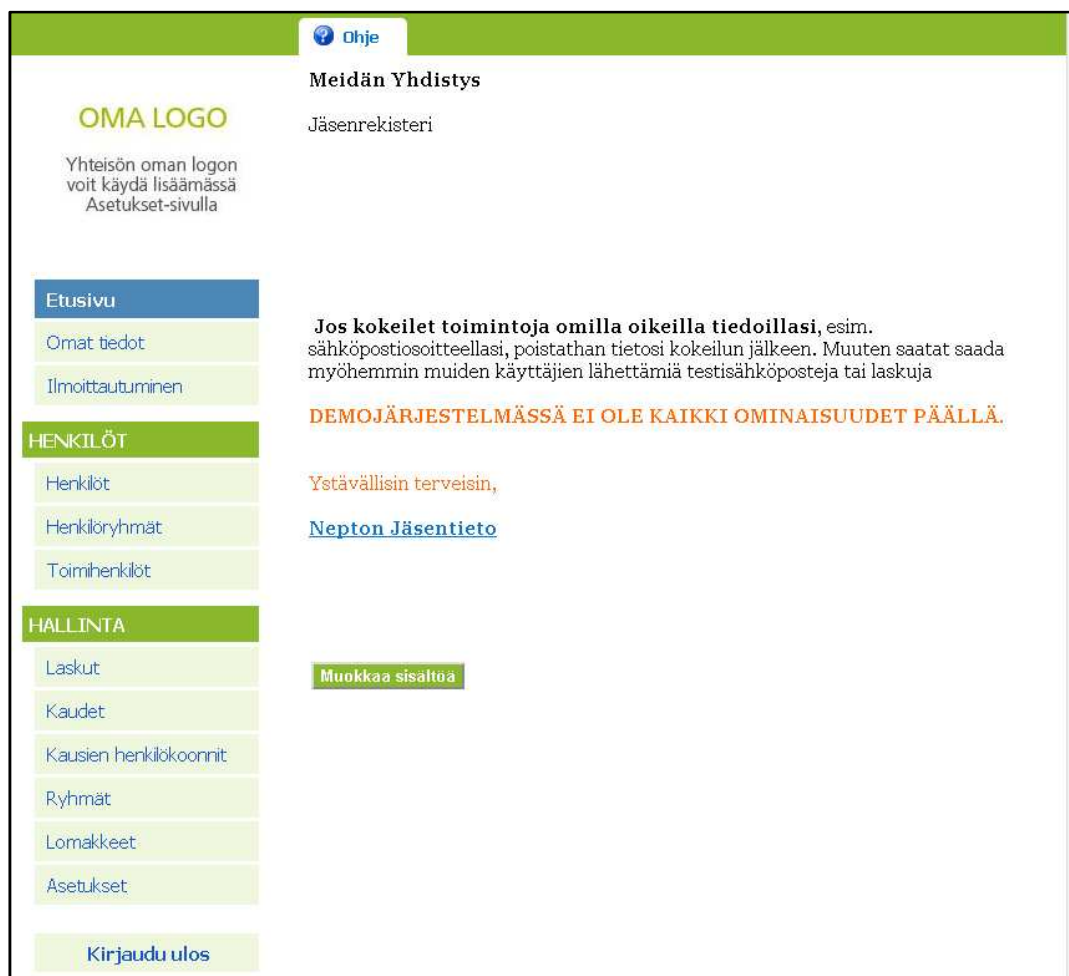 Ohje
OMA LOGO
Yhteisön oman logon
voit käydä lisäämässä
Asetukset-sivulla
Etusivu
Omat tiedot
Ilmoittautuminen
HENKILÖT
Henkilöt
Henkilöryhmät
Toimihenkilöt
HALLINTA
Laskut
Kaudet
Kausien henkilökoonnit
Ryhmät
Lomakkeet
Asetukset
Kirjaudu ulos
Meidän Yhdistys
Jäsenrekisteri
Jos kokeilet toimintoja omilla oikeilla tiedoillasi, esim.
sähköpostiosoitteellasi, poistathan tietosi kokeilun jälkeen. Muuten saatat saada
myöhemmin muiden käyttäjien lähettämiä testisähköposteja tai laskuja
DEMOJÄRJESTELMÄSSÄ EI OLE KAIKKI OMINAISUUDET PÄÄLLÄ.
Ystävällisin terveisin,
Nepton Jäsentieto
Muokkaa sisältöä